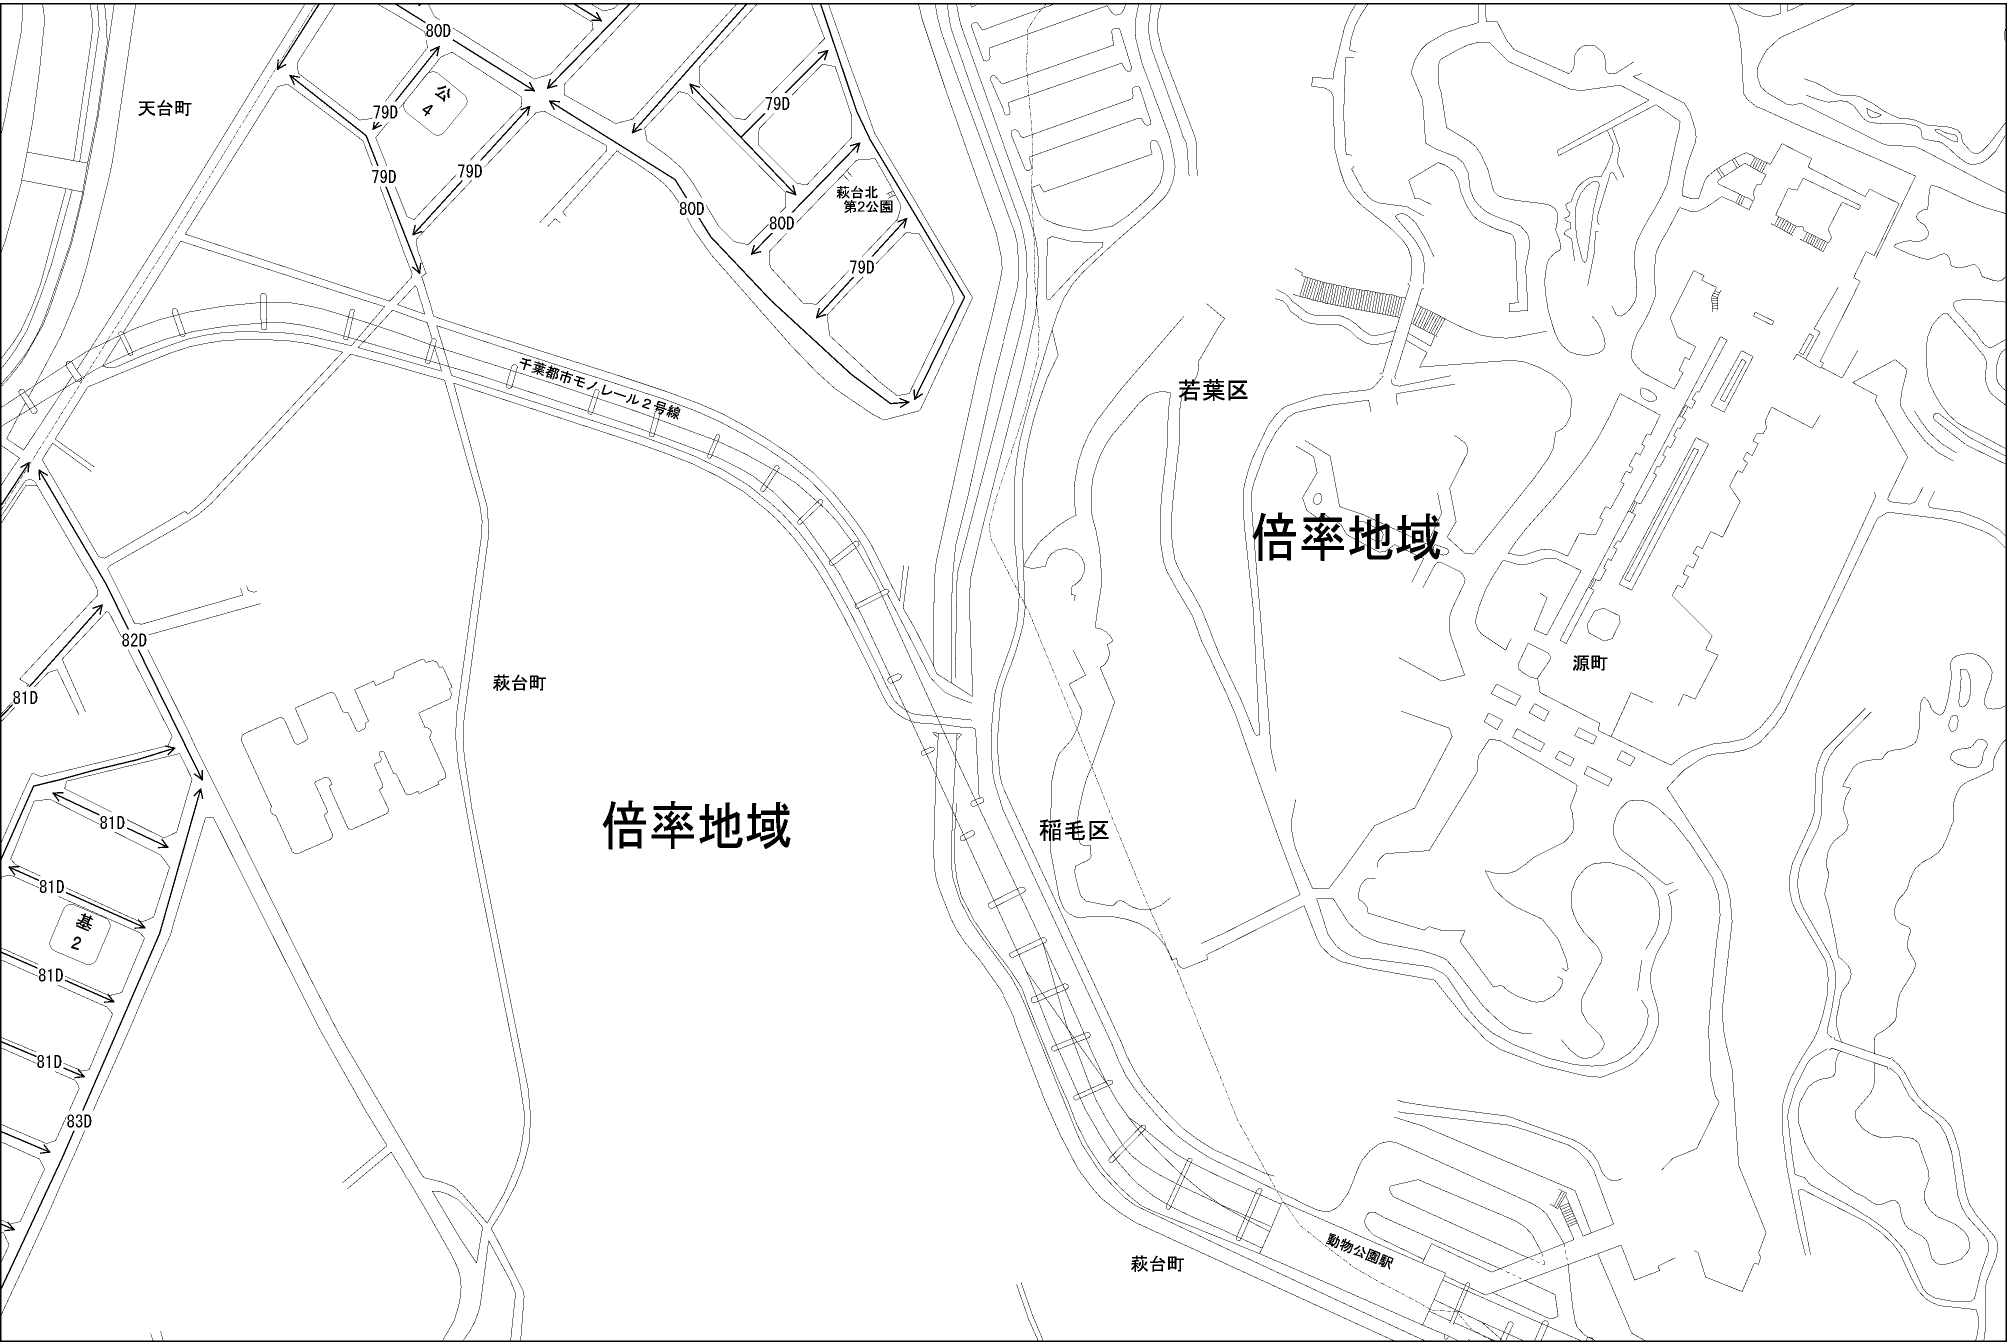 80D
天台町
公
4
79D
79D
79D
79D
79D
80D
萩台北
第2公園
80D
79D
千葉都市モノレール2号線
若葉区
倍率地域
82D
源町
萩台町
81D
81D
倍率地域
稲毛区
81D
基
2
81D
81D
83D
動物公園駅
萩台町